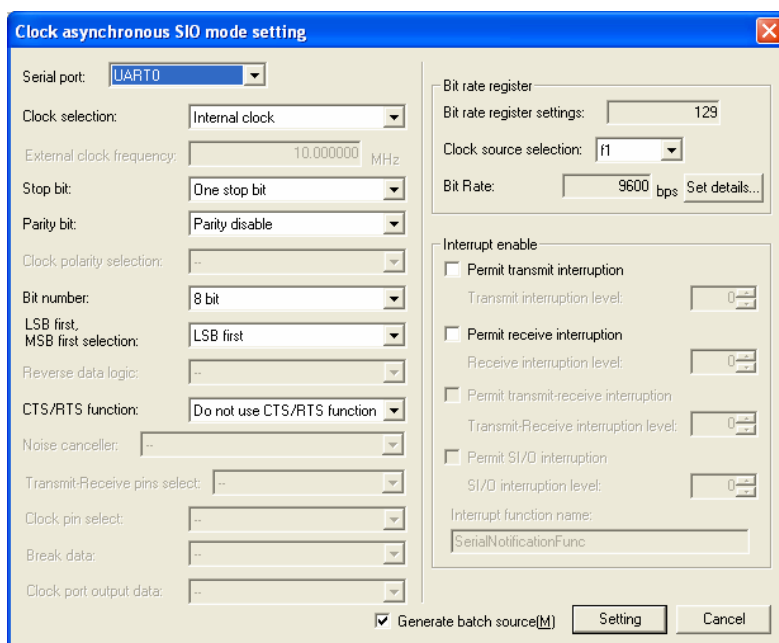 Clock asynchronous SIO mode setting
Serial port: UART0
Clock selection: Internal clock
External clock frequency: 10.000000 MHz
Stop bit: One stop bit
Parity bit: Parity disable
Clock polarity selection: --
Bit number: 8 bit
LSB first,
MSB first selection: LSB first
Reverse data logic: --
CTS/RTS function: Do not use CTS/RTS function
Noise canceller: --
Transmit-Receive pins select: --
Clock pin select: --
Break data: --
Clock port output data: --
Bit rate register
Bit rate register settings: 129
Clock source selection: f1
Bit Rate: 9600 bps Set details...
Interrupt enable
Permit transmit interruption
Transmit interruption level: 0
Permit receive interruption
Receive interruption level: 0
Permit transmit-receive interruption
Transmit-Receive interruption level: 0
Permit SI/O interruption
SI/O interruption level: 0
Interrupt function name:
SerialNotificationFunc
Generate batch source(M) Setting Cancel